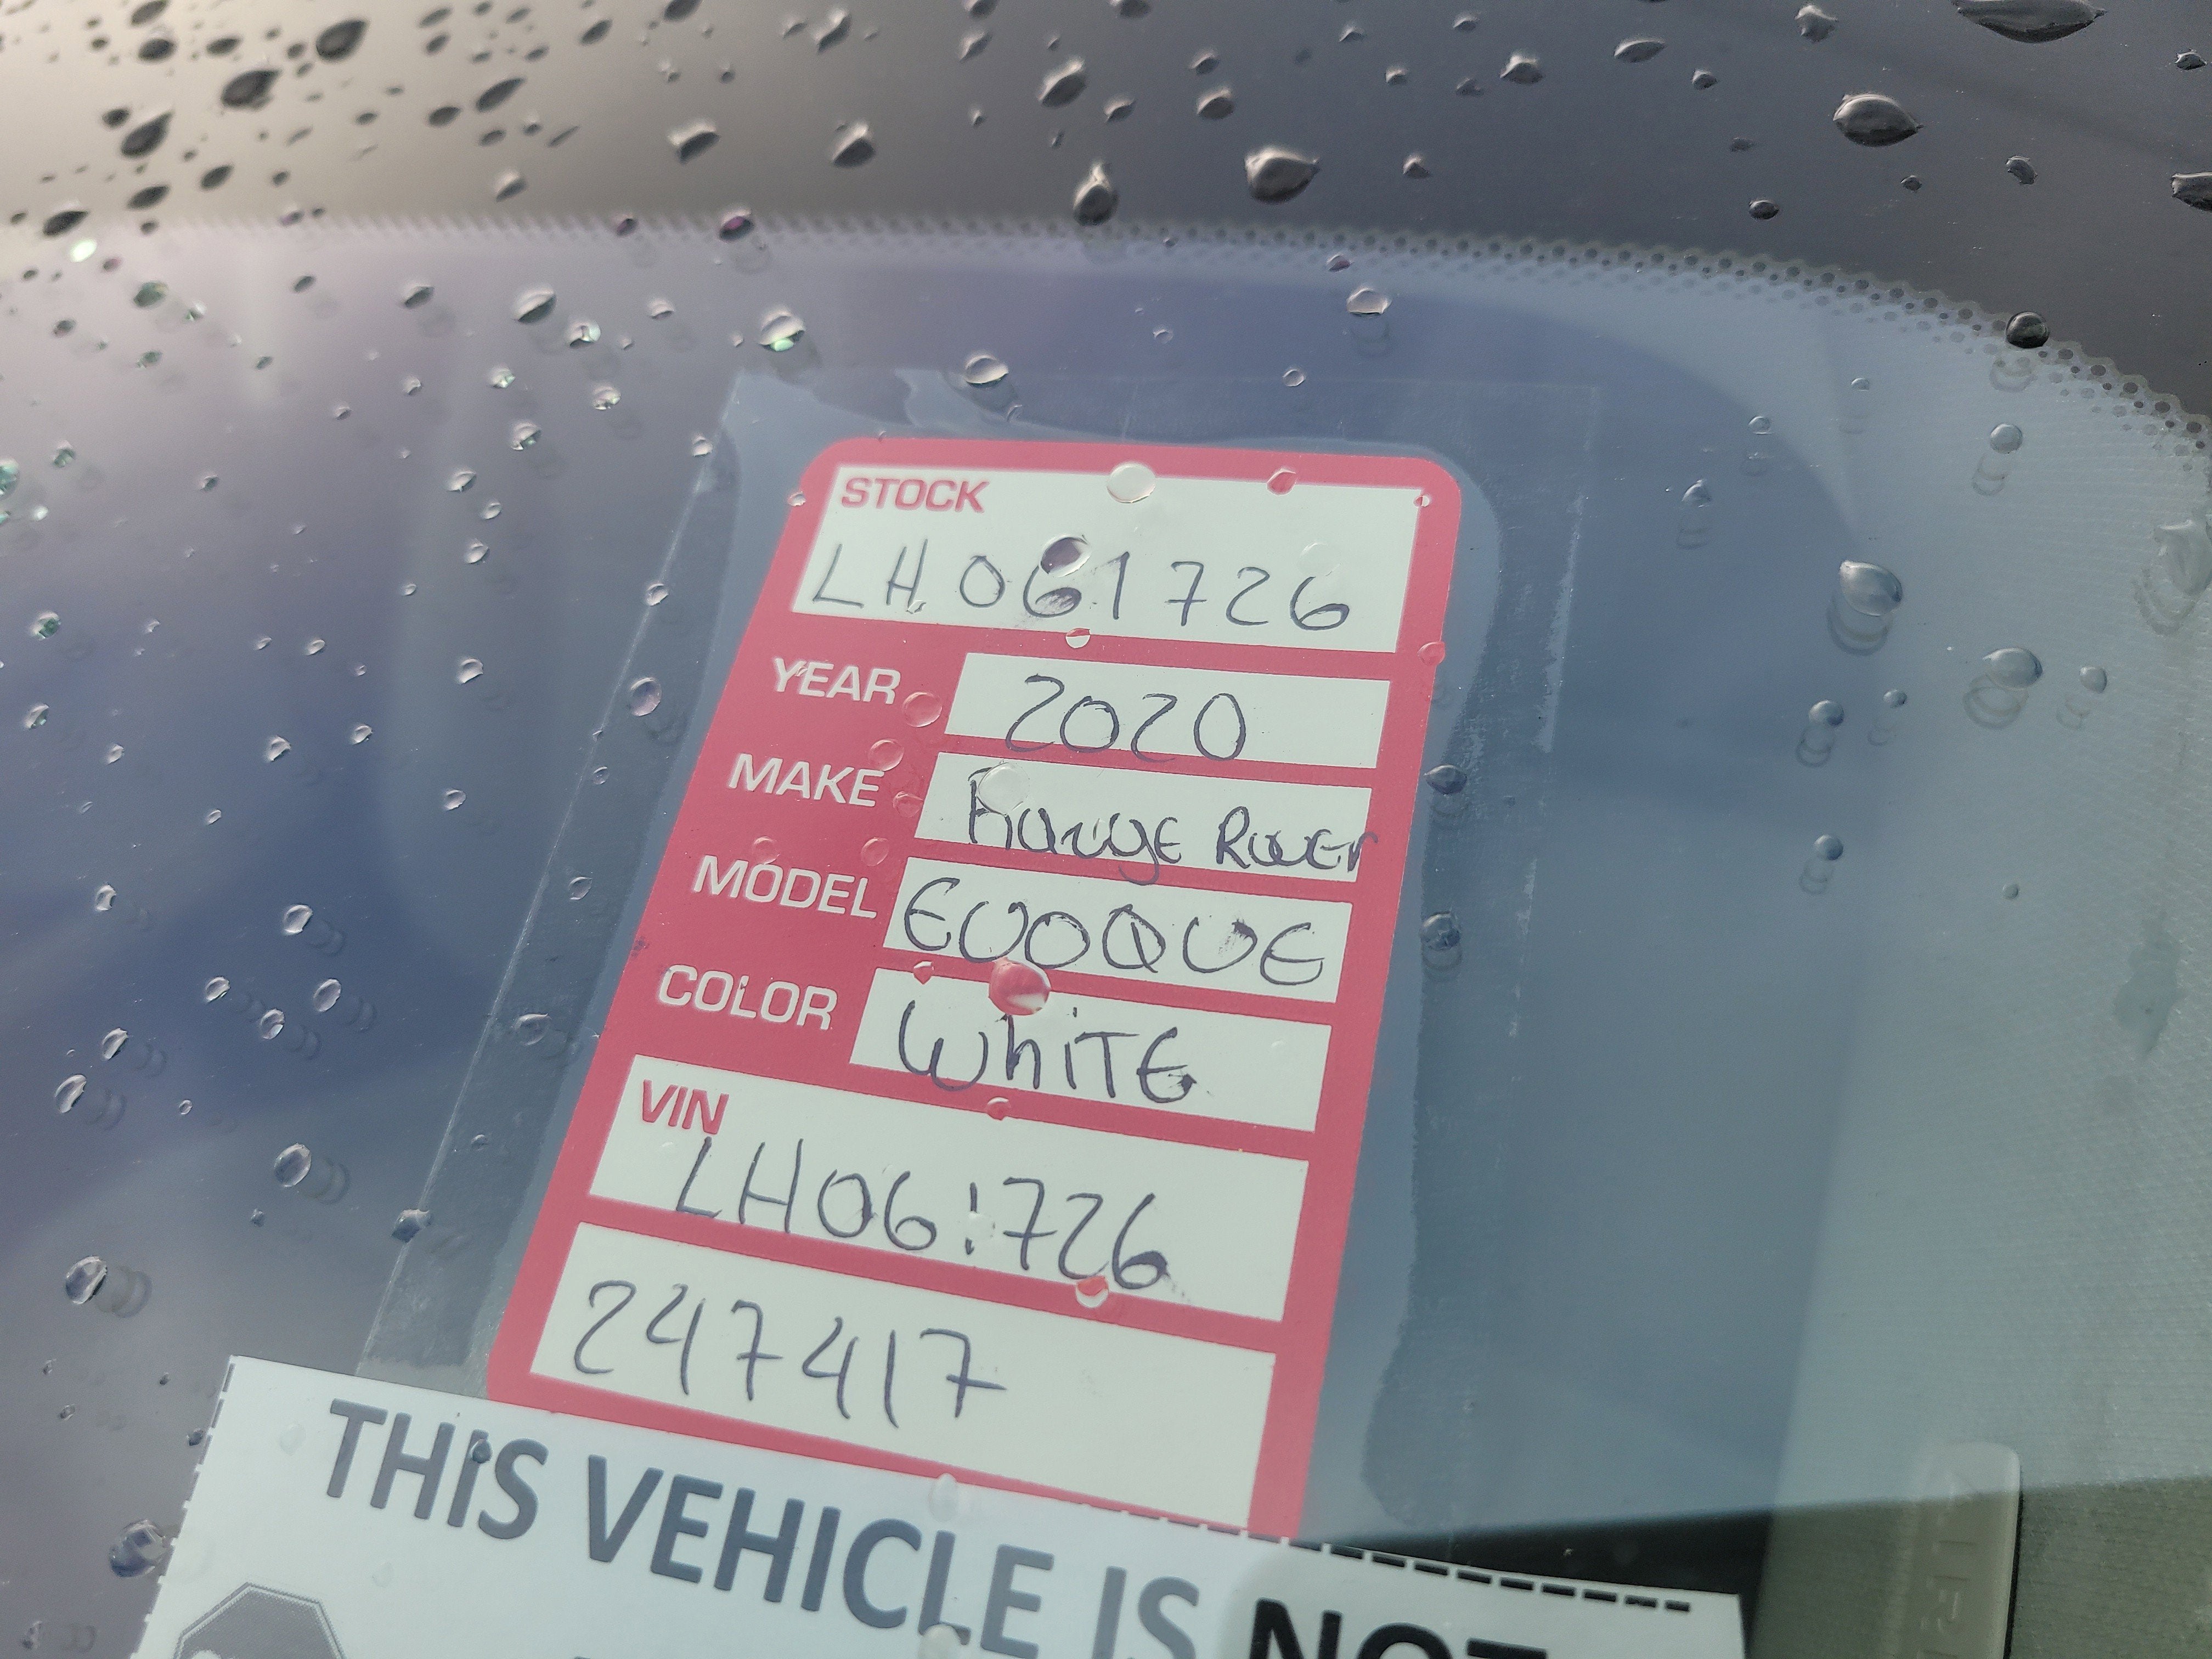 STOCK
LH061726
YEAR 2020
MAKE Range Rover
MODEL EVOQUE
COLOR WhiTE
VIN
LH061726
247417
THIS VEHICLE IS NOT